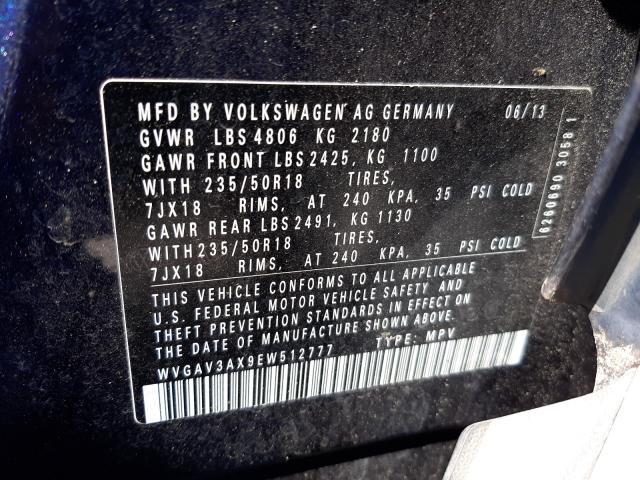 MFD BY VOLKSWAGEN AG GERMANY 06/13
GVWR LBS 4806 KG 2180
GAWR FRONT LBS 2425, KG 1100
WITH 235/50R18 TIRES,
7JX18 RIMS, AT 240 KPA, 35 PSI COLD
GAWR REAR LBS 2491, KG 1130
WITH 235/50R18 TIRES,
7JX18 RIMS, AT 240 KPA, 35 PSI COLD
THIS VEHICLE CONFORMS TO ALL APPLICABLE
U.S. FEDERAL MOTOR VEHICLE SAFETY AND
THEFT PREVENTION STANDARDS IN EFFECT ON
THE DATE OF MANUFACTURE SHOWN ABOVE.
WVGAV3AX9EW512777 TYPE: MPV
6260690 3058 1